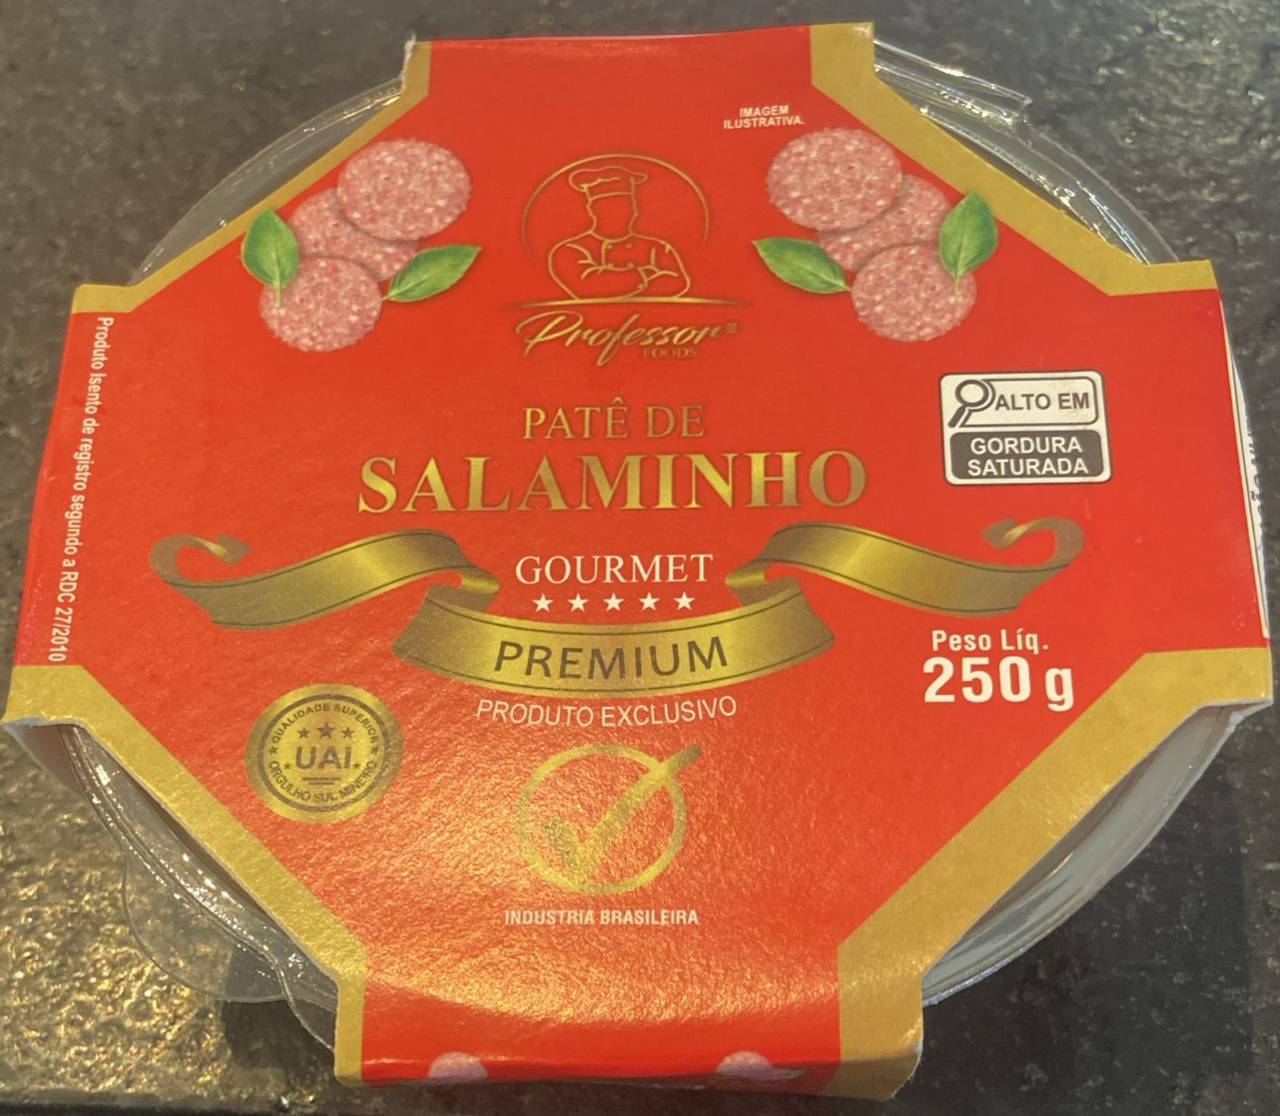 IMAGEM
ILUSTRATIVA.
Professor®
FOODS
PATÊ DE
SALAMINHO
ALTO EM
GORDURA
SATURADA
GOURMET
PREMIUM
PRODUTO EXCLUSIVO
Peso Líq.
250 g
QUALIDADE SUPERIOR
UAI
ORGULHO SUL MINEIRO
INDUSTRIA BRASILEIRA
Produto Isento de registro segundo a RDC 27/2010